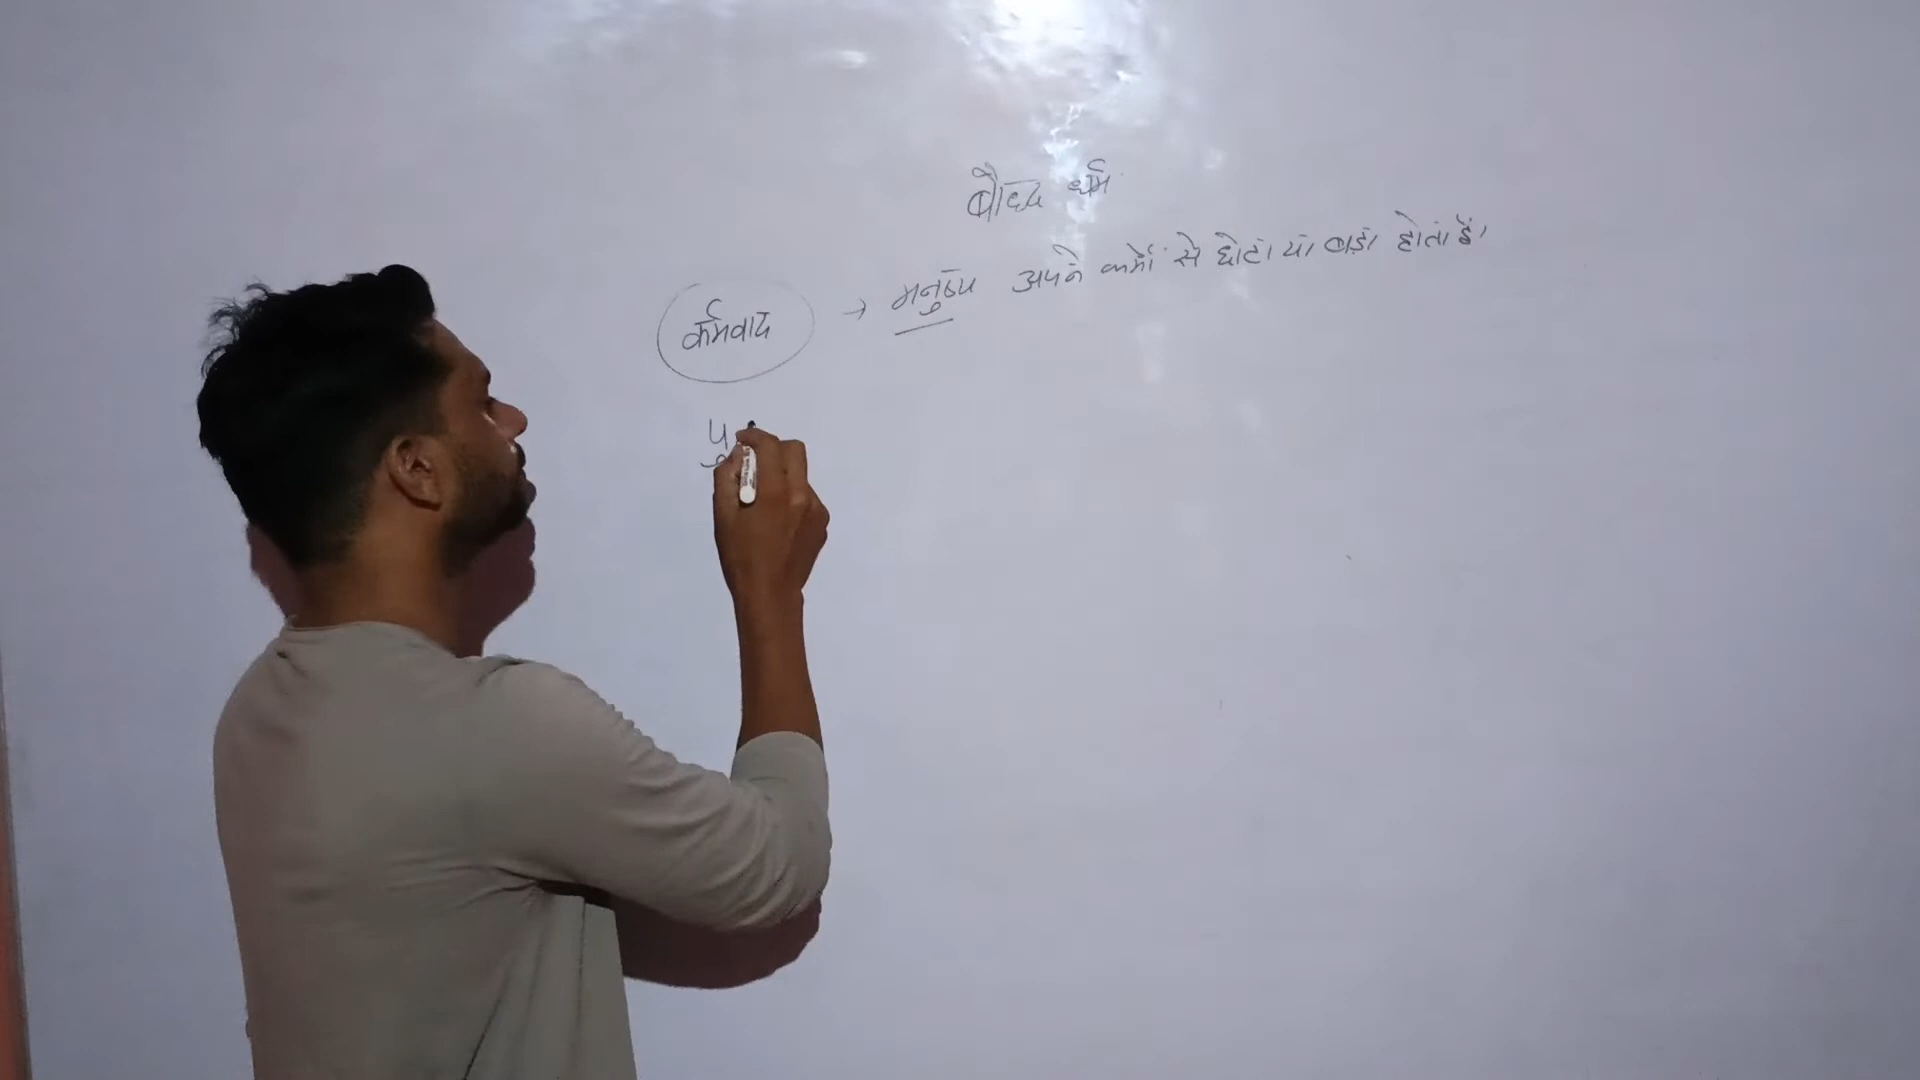 बौध्द धर्म
कर्मवाद → मनुष्य अपने कर्मो से छोटा या बड़ा होता है।
पु